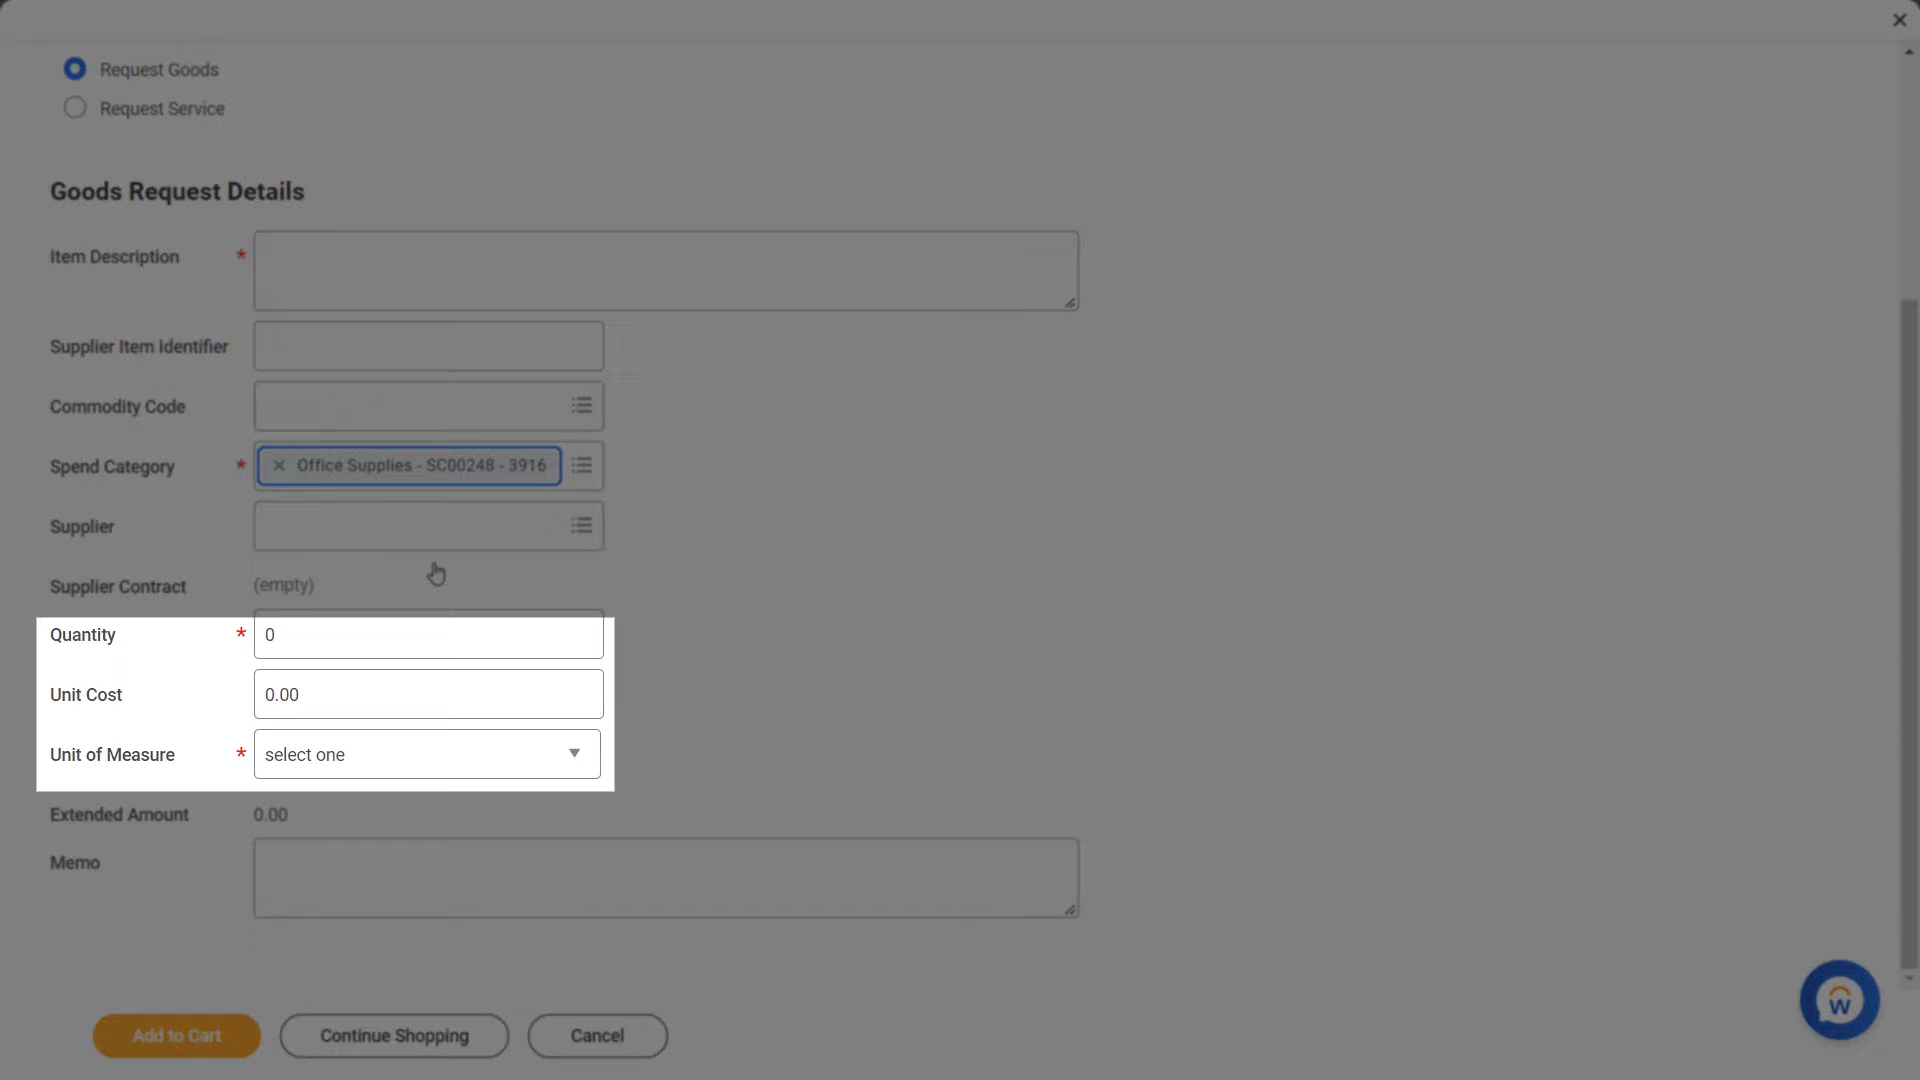 Request Goods
Request Service
Goods Request Details
Item Description *
Supplier Item Identifier
Commodity Code
Spend Category * × Office Supplies - SC00248 - 3916
Supplier
Supplier Contract (empty)
Quantity * 0
Unit Cost 0.00
Unit of Measure * select one
Extended Amount 0.00
Memo
Add to Cart Continue Shopping Cancel
W